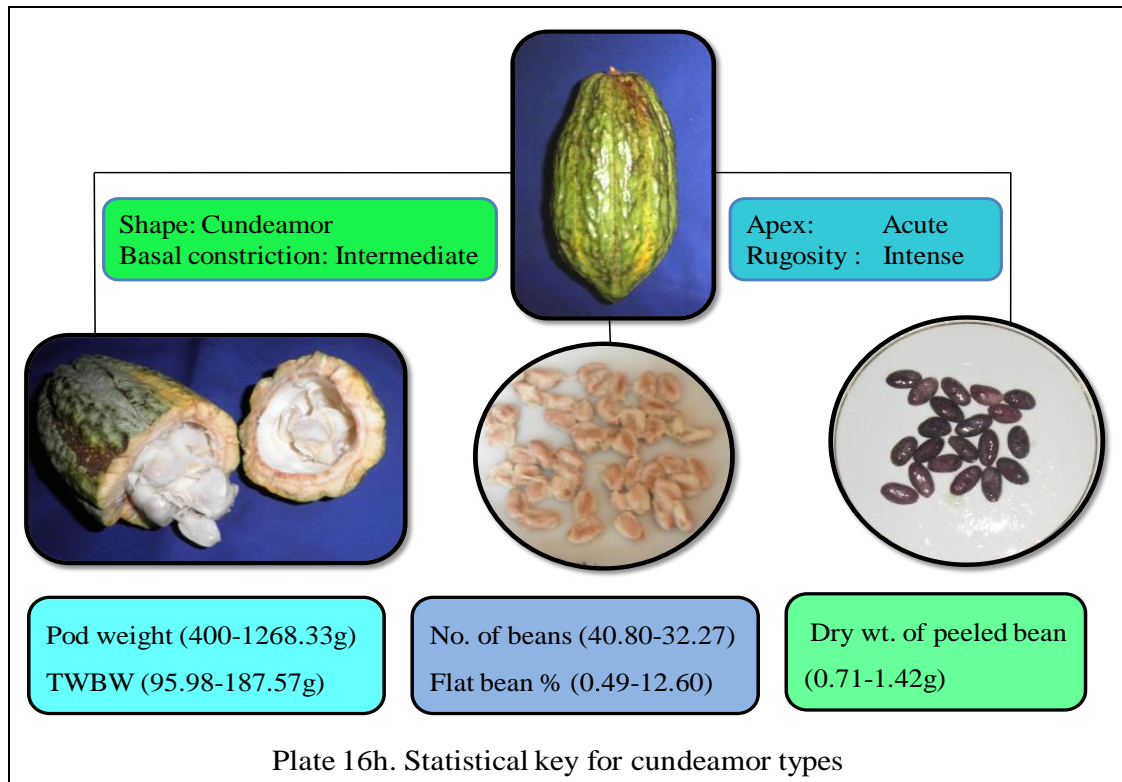 Shape: Cundeamor
Basal constriction: Intermediate
Apex: Acute
Rugosity : Intense
Pod weight (400-1268.33g)
TWBW (95.98-187.57g)
No. of beans (40.80-32.27)
Flat bean % (0.49-12.60)
Dry wt. of peeled bean
(0.71-1.42g)
Plate 16h. Statistical key for cundeamor types